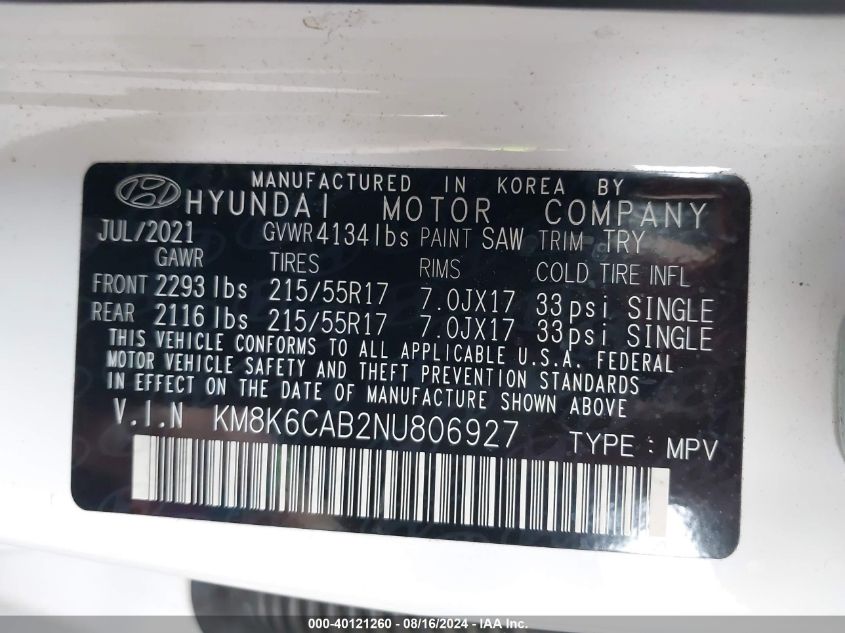 MANUFACTURED IN KOREA BY
HYUNDAI MOTOR COMPANY
JUL/2021 GVWR 4134lbs PAINT SAW TRIM TRY
GAWR TIRES RIMS COLD TIRE INFL
FRONT 2293 lbs 215/55R17 7.0JX17 33psi SINGLE
REAR 2116 lbs 215/55R17 7.0JX17 33psi SINGLE
THIS VEHICLE CONFORMS TO ALL APPLICABLE U.S.A. FEDERAL
MOTOR VEHICLE SAFETY AND THEFT PREVENTION STANDARDS
IN EFFECT ON THE DATE OF MANUFACTURE SHOWN ABOVE
V.I.N KM8K6CAB2NU806927 TYPE : MPV
000-40121260 - 08/16/2024 - IAA Inc.